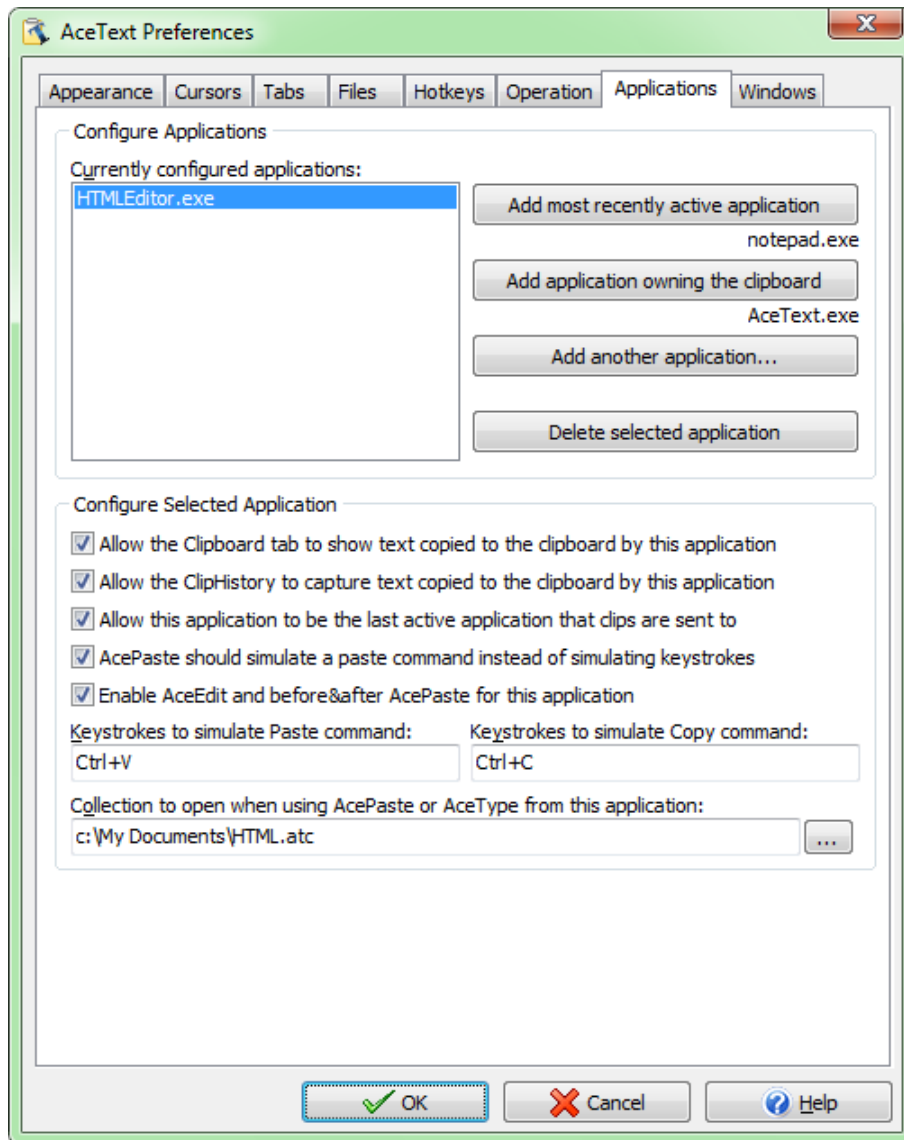 AceText Preferences
Appearance Cursors Tabs Files Hotkeys Operation Applications Windows
Configure Applications
Currently configured applications:
HTMLEditor.exe
Add most recently active application
notepad.exe
Add application owning the clipboard
AceText.exe
Add another application...
Delete selected application
Configure Selected Application
Allow the Clipboard tab to show text copied to the clipboard by this application
Allow the ClipHistory to capture text copied to the clipboard by this application
Allow this application to be the last active application that clips are sent to
AcePaste should simulate a paste command instead of simulating keystrokes
Enable AceEdit and before&after AcePaste for this application
Keystrokes to simulate Paste command: Keystrokes to simulate Copy command:
Ctrl+V Ctrl+C
Collection to open when using AcePaste or AceType from this application:
c:\My Documents\HTML.atc ...
OK Cancel Help